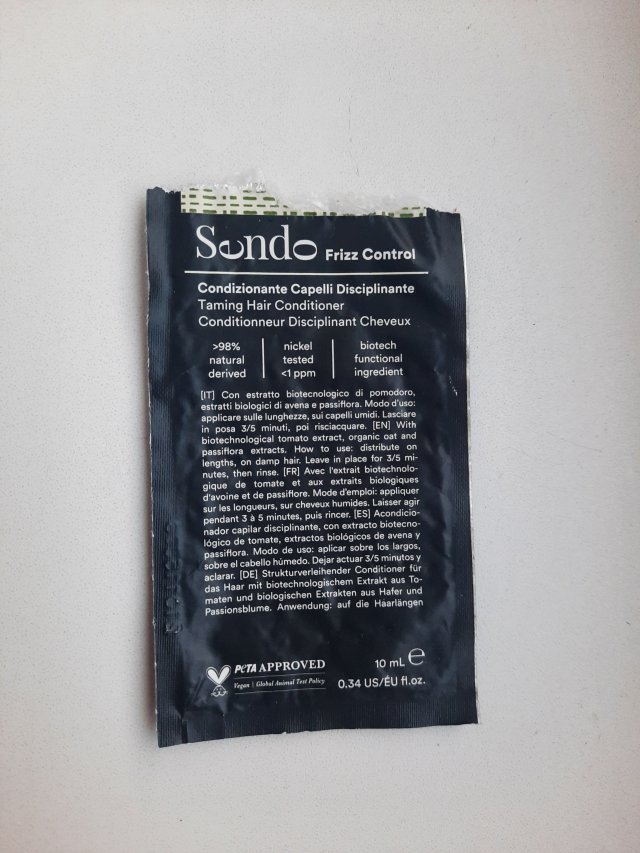 Sendo Frizz Control
Condizionante Capelli Disciplinante
Taming Hair Conditioner
Conditionneur Disciplinant Cheveux
>98% nickel biotech
natural tested functional
derived <1 ppm ingredient
[IT] Con estratto biotecnologico di pomodoro,
estratti biologici di avena e passiflora. Modo d'uso:
applicare sulle lunghezze, sui capelli umidi. Lasciare
in posa 3/5 minuti, poi risciacquare. [EN] With
biotechnological tomato extract, organic oat and
passiflora extracts. How to use: distribute on
lengths, on damp hair. Leave in place for 3/5 mi-
nutes, then rinse. [FR] Avec l'extrait biotechnolo-
gique de tomate et aux extraits biologiques
d'avoine et de passiflore. Mode d'emploi: appliquer
sur les longueurs, sur cheveux humides. Laisser agir
pendant 3 à 5 minutes, puis rincer. [ES] Acondicio-
nador capilar disciplinante, con extracto biotecno-
lógico de tomate, extractos biológicos de avena y
passiflora. Modo de uso: aplicar sobre los largos,
sobre el cabello húmedo. Dejar actuar 3/5 minutos y
aclarar. [DE] Strukturverleihender Conditioner für
das Haar mit biotechnologischem Extrakt aus To-
maten und biologischen Extrakten aus Hafer und
Passionsblume. Anwendung: auf die Haarlängen
PETA APPROVED
Vegan | Global Animal Test Policy
10 mL e
0.34 US/EU fl.oz.